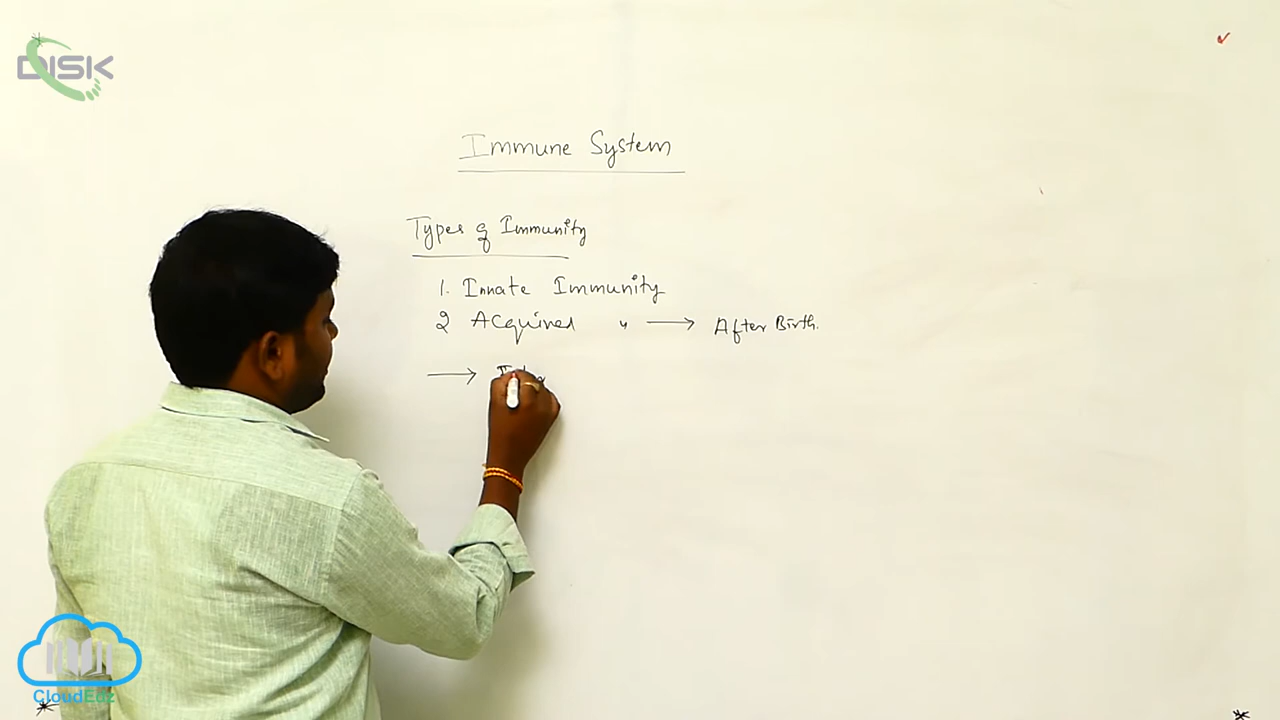 DISK
Immune System
Types of Immunity
1. Innate Immunity
2 Acquired " → After Birth.
→
CloudEdz